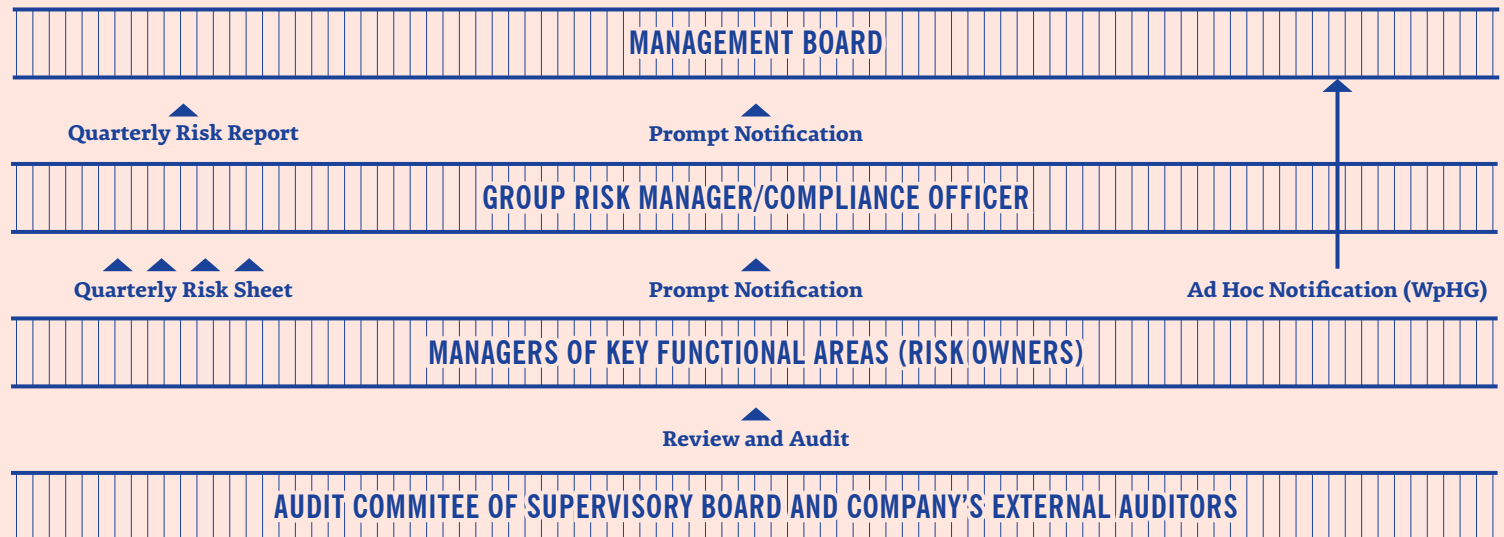 MANAGEMENT BOARD
Quarterly Risk Report
Prompt Notification
GROUP RISK MANAGER/COMPLIANCE OFFICER
Quarterly Risk Sheet
Prompt Notification
Ad Hoc Notification (WpHG)
MANAGERS OF KEY FUNCTIONAL AREAS (RISK OWNERS)
Review and Audit
AUDIT COMMITEE OF SUPERVISORY BOARD AND COMPANY'S EXTERNAL AUDITORS